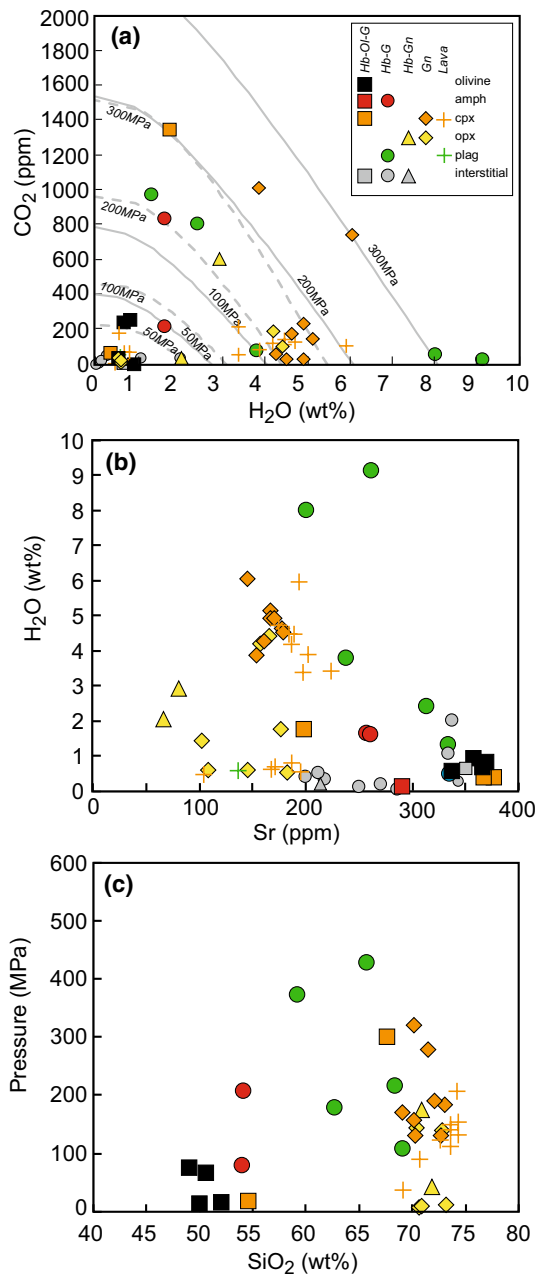 (a)
CO2 (ppm)
2000
1800
1600
1400
1200
1000
800
600
400
200
0
300MPa
200MPa
100MPa
50MPa
100MPa
50MPa
200MPa
300MPa
Hb-Ol-G
Hb-G
Hb-Gn
Gn
Lava
olivine
amph
cpx
opx
plag
interstitial
0 1 2 3 4 5 6 7 8 9 10
H2O (wt%)
(b)
H2O (wt%)
10
9
8
7
6
5
4
3
2
1
0
0 100 200 300 400
Sr (ppm)
(c)
Pressure (MPa)
600
500
400
300
200
100
0
40 45 50 55 60 65 70 75 80
SiO2 (wt%)